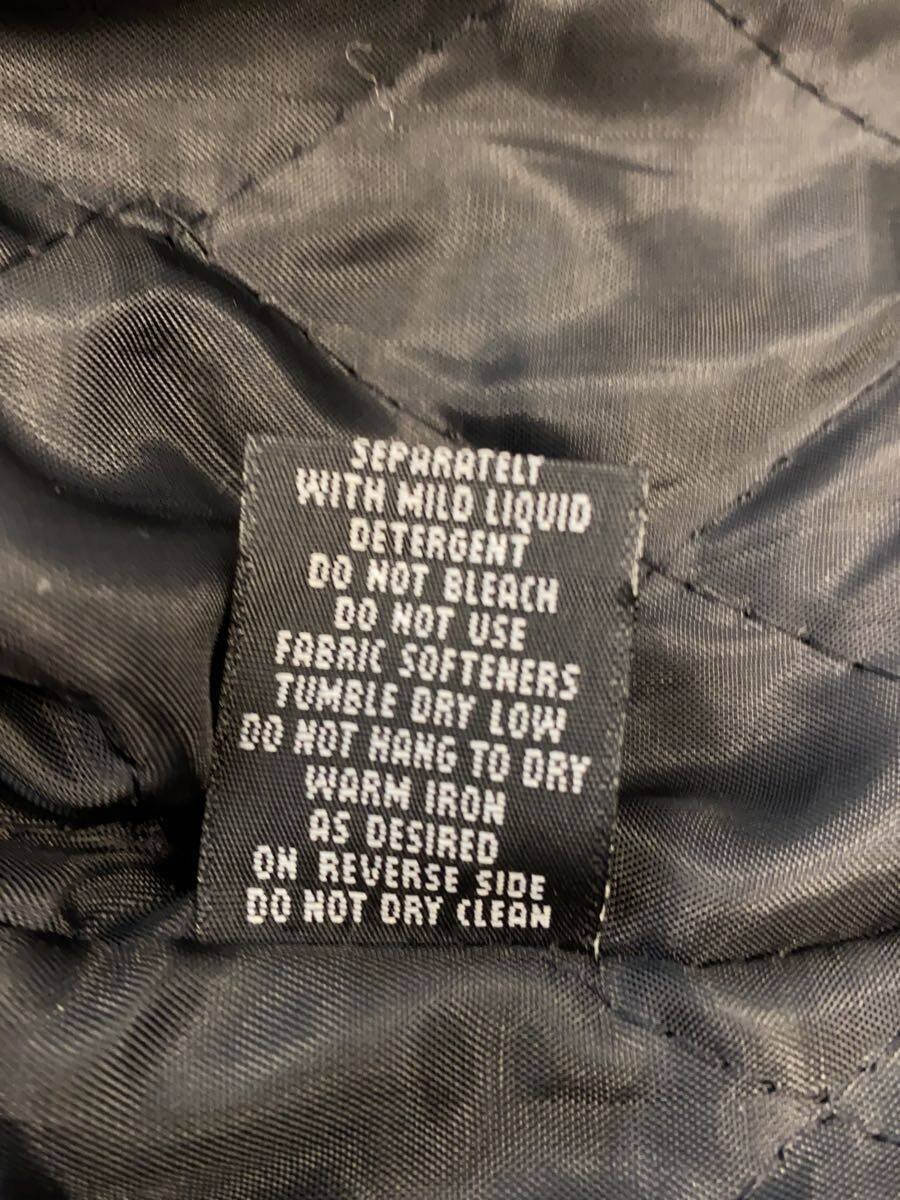 SEPARATELY
WITH MILD LIQUID
DETERGENT
DO NOT BLEACH
DO NOT USE
FABRIC SOFTENERS
TUMBLE DRY LOW
DO NOT HANG TO DRY
WARM IRON
AS DESIRED
ON REVERSE SIDE
DO NOT DRY CLEAN